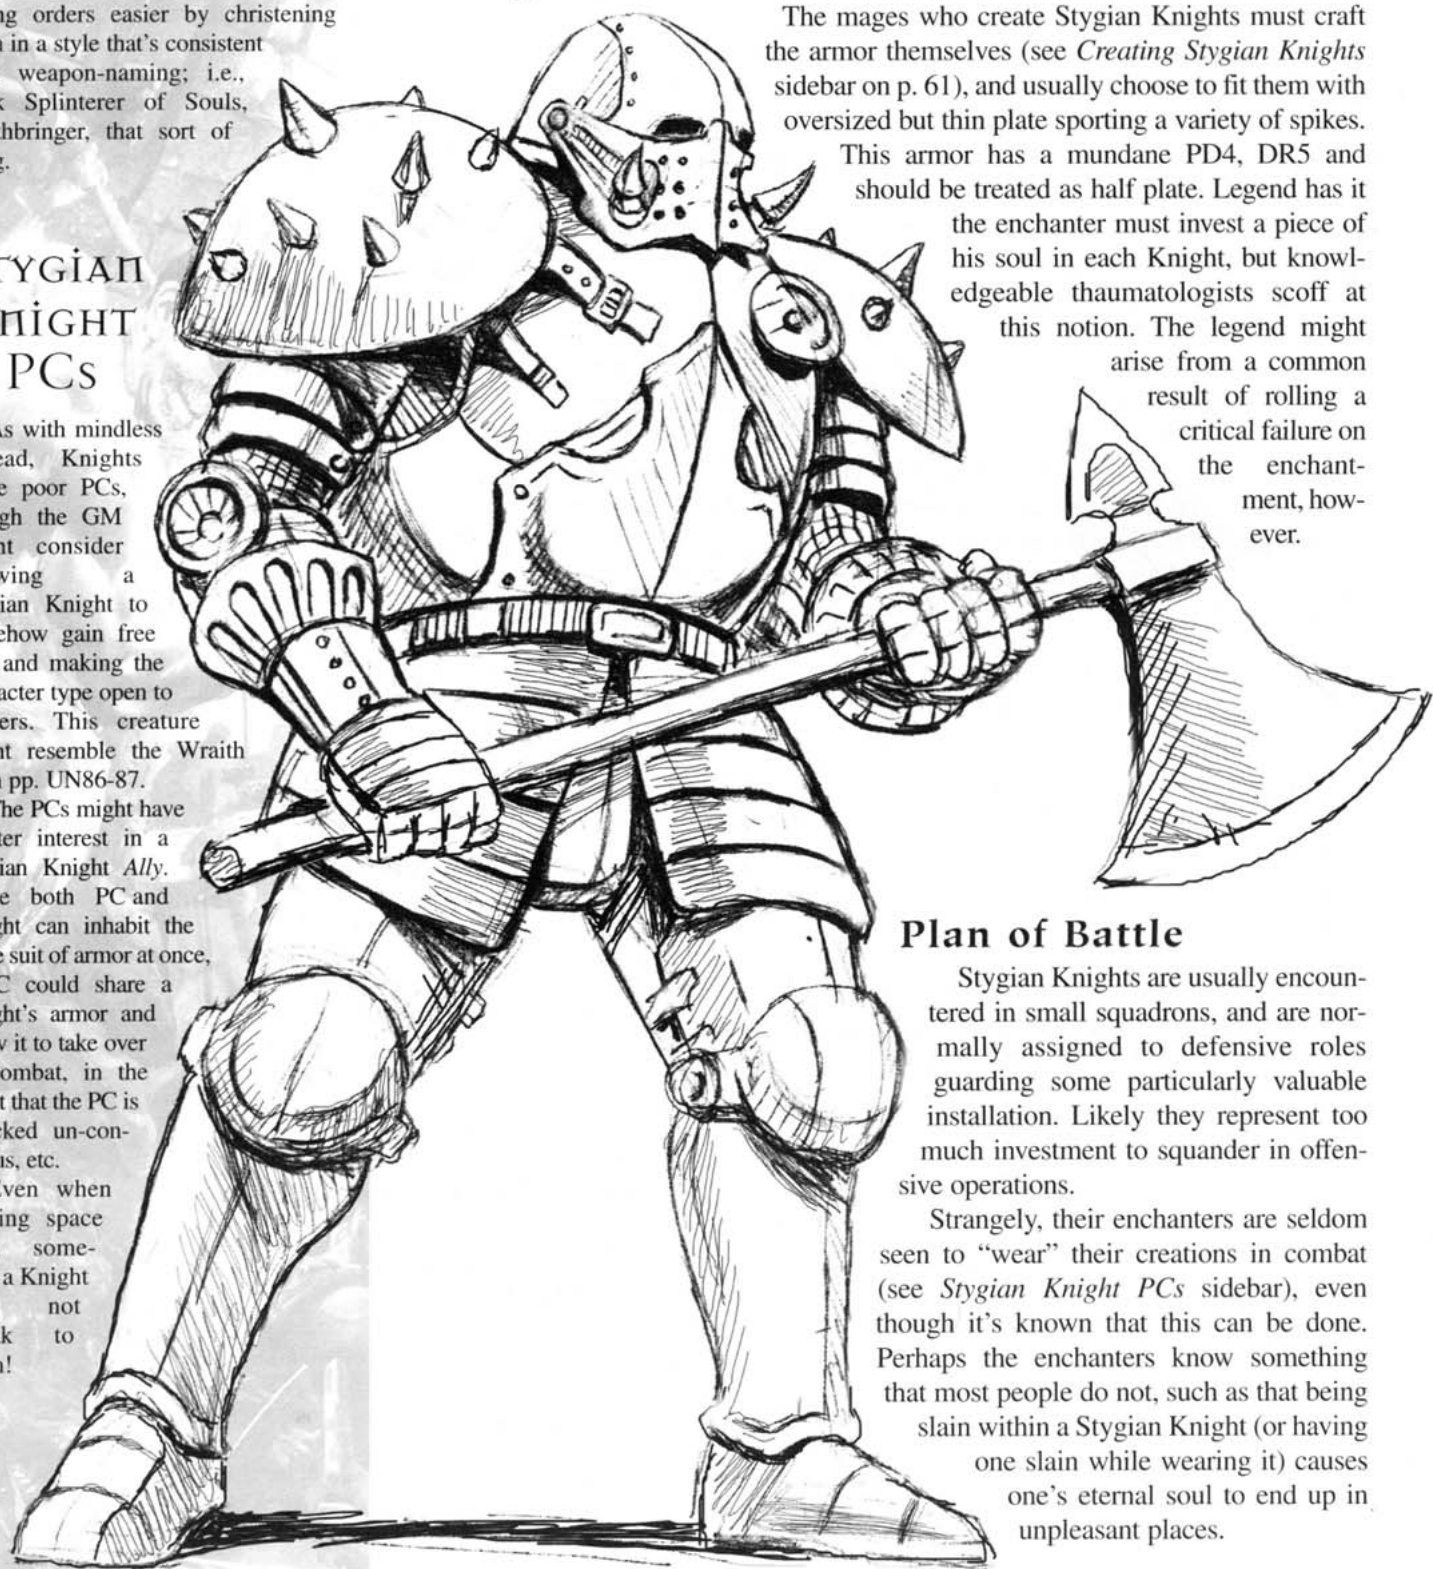 ng orders easier by christening
n in a style that's consistent
weapon-naming; i.e.,
k Splinterer of Souls,
hbringer, that sort of
g.
TYGIAN
NIGHT
PCs
As with mindless
ead, Knights
e poor PCs,
gh the GM
nt consider
wing a
ian Knight to
ehow gain free
and making the
acter type open to
ers. This creature
nt resemble the Wraith
n pp. UN86-87.
The PCs might have
ter interest in a
ian Knight Ally.
e both PC and
ght can inhabit the
e suit of armor at once,
C could share a
ght's armor and
w it to take over
ombat, in the
t that the PC is
cked un-con-
us, etc.
Even when
ing space
some-
a Knight
not
k to
n!
The mages who create Stygian Knights must craft
the armor themselves (see Creating Stygian Knights
sidebar on p. 61), and usually choose to fit them with
oversized but thin plate sporting a variety of spikes.
This armor has a mundane PD4, DR5 and
should be treated as half plate. Legend has it
the enchanter must invest a piece of
his soul in each Knight, but knowl-
edgeable thaumatologists scoff at
this notion. The legend might
arise from a common
result of rolling a
critical failure on
the enchant-
ment, how-
ever.
Plan of Battle
Stygian Knights are usually encoun-
tered in small squadrons, and are nor-
mally assigned to defensive roles
guarding some particularly valuable
installation. Likely they represent too
much investment to squander in offen-
sive operations.
Strangely, their enchanters are seldom
seen to “wear” their creations in combat
(see Stygian Knight PCs sidebar), even
though it's known that this can be done.
Perhaps the enchanters know something
that most people do not, such as that being
slain within a Stygian Knight (or having
one slain while wearing it) causes
one's eternal soul to end up in
unpleasant places.